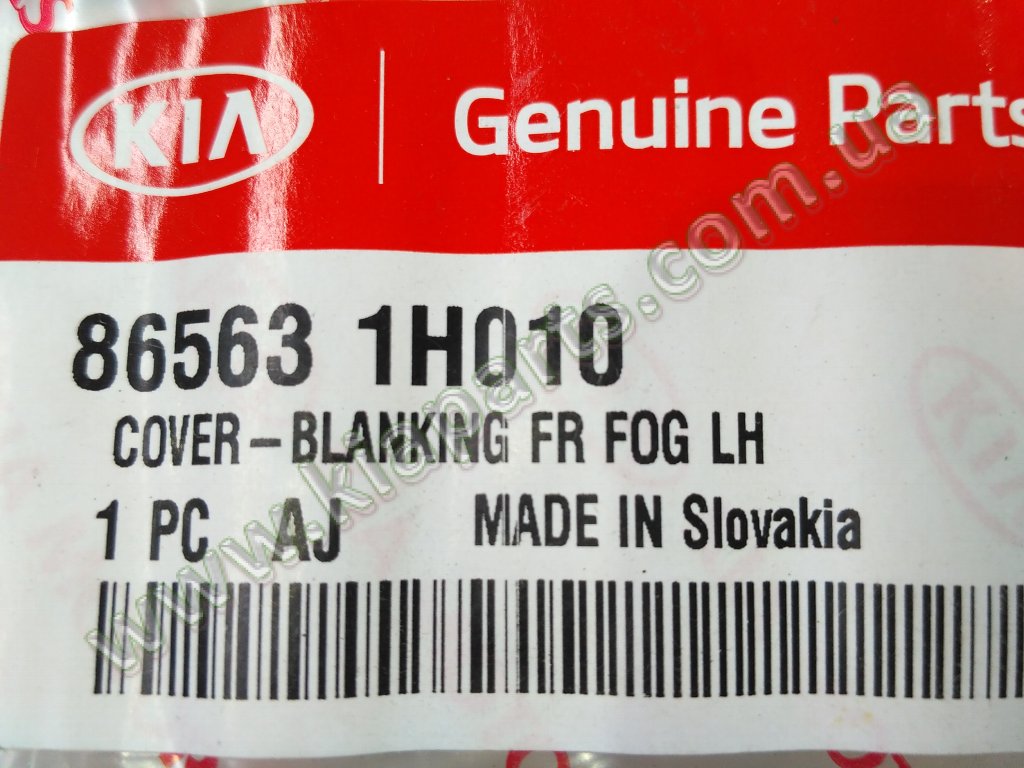 KIA Genuine Parts
86563 1H010
COVER-BLANKING FR FOG LH
1 PC AJ MADE IN Slovakia
www.kiaparts.com.ua